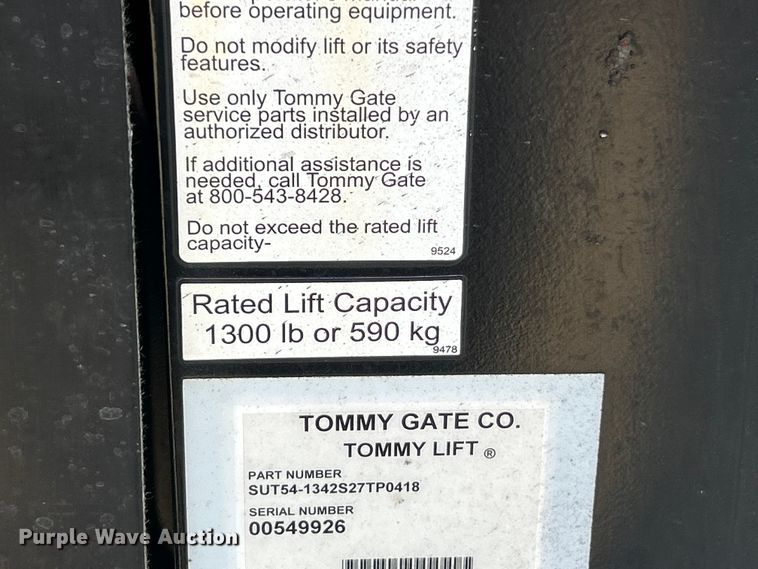 before operating equipment.
Do not modify lift or its safety
features.
Use only Tommy Gate
service parts installed by an
authorized distributor.
If additional assistance is
needed, call Tommy Gate
at 800-543-8428.
Do not exceed the rated lift
capacity-
9524
Rated Lift Capacity
1300 lb or 590 kg
9478
TOMMY GATE CO.
TOMMY LIFT ®
PART NUMBER
SUT54-1342S27TP0418
SERIAL NUMBER
00549926
Purple Wave Auction